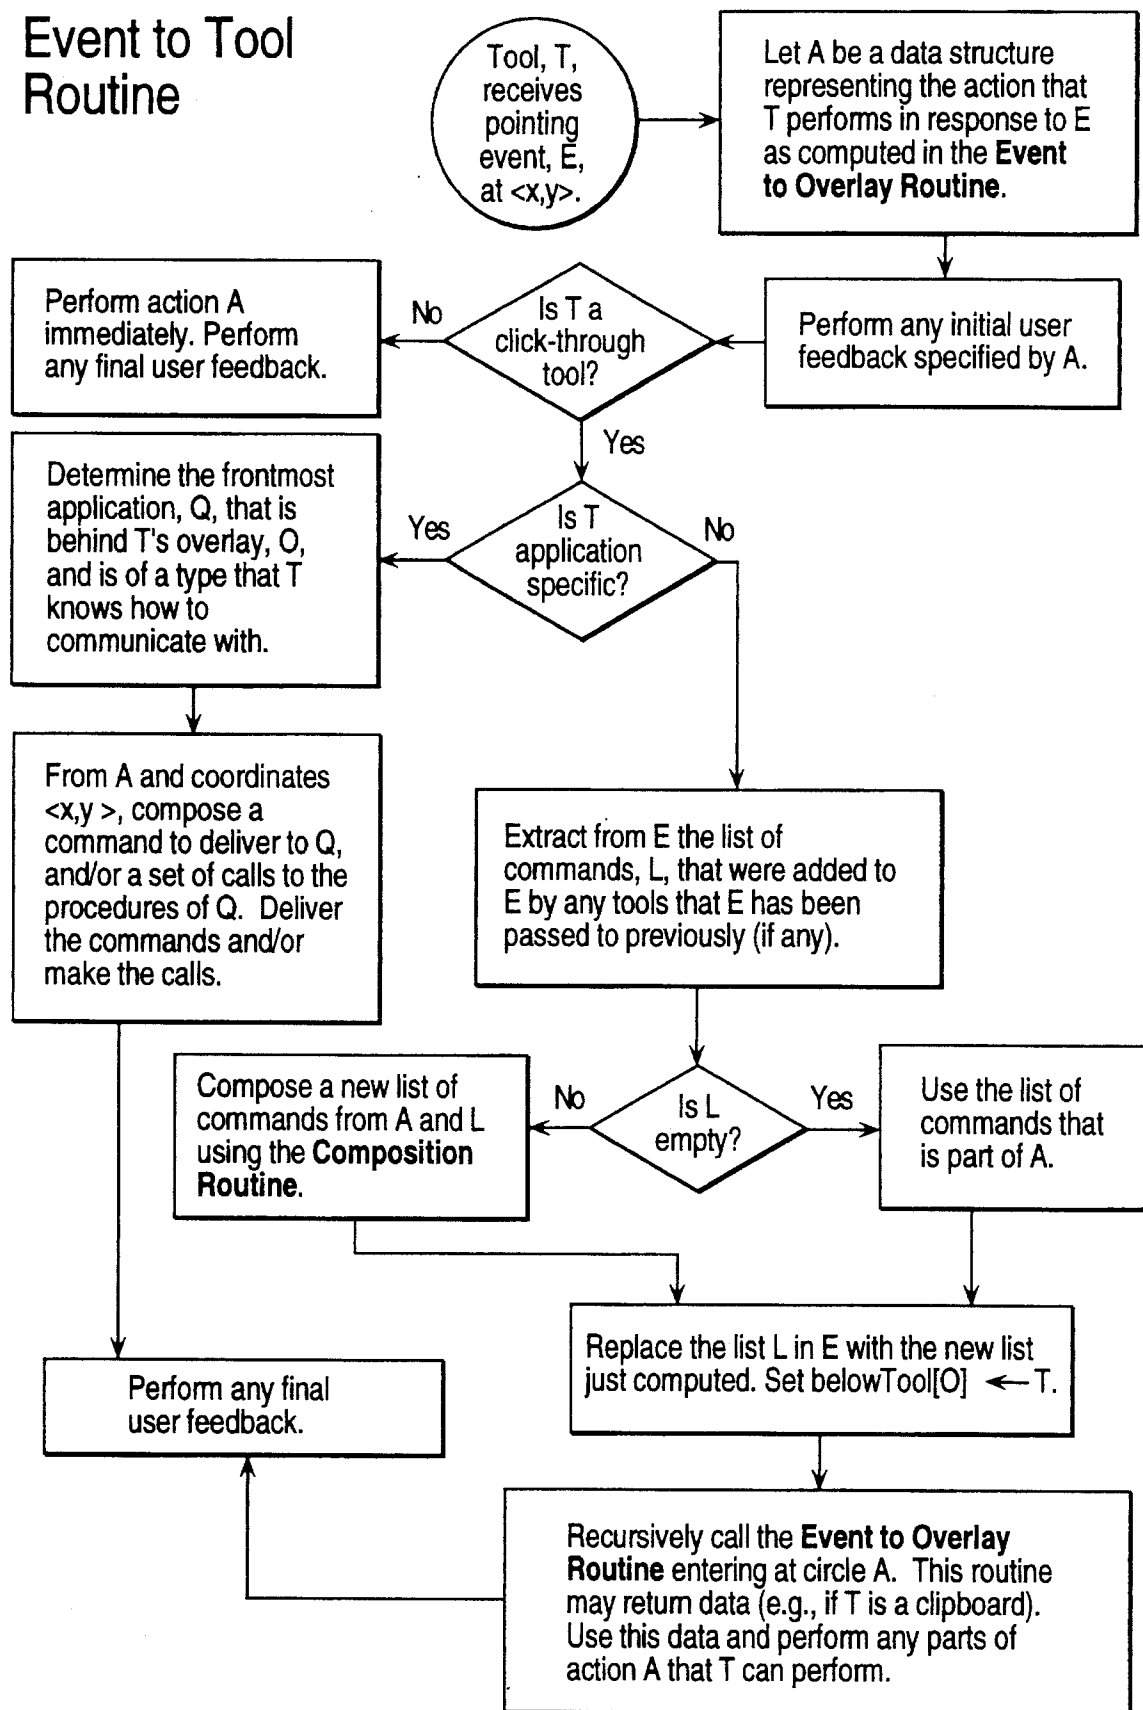 Event to Tool
Routine
Tool, T,
receives
pointing
event, E,
at <x,y>.
Let A be a data structure
representing the action that
T performs in response to E
as computed in the Event
to Overlay Routine.
Perform action A
immediately. Perform
any final user feedback.
No
Is T a
click-through
tool?
Perform any initial user
feedback specified by A.
Yes
Determine the frontmost
application, Q, that is
behind T's overlay, O,
and is of a type that T
knows how to
communicate with.
Yes
Is T
application
specific?
No
From A and coordinates
<x,y >, compose a
command to deliver to Q,
and/or a set of calls to the
procedures of Q. Deliver
the commands and/or
make the calls.
Extract from E the list of
commands, L, that were added to
E by any tools that E has been
passed to previously (if any).
Compose a new list of
commands from A and L
using the Composition
Routine.
No
Is L
empty?
Yes
Use the list of
commands that
is part of A.
Replace the list L in E with the new list
just computed. Set belowTool[O] ← T.
Perform any final
user feedback.
Recursively call the Event to Overlay
Routine entering at circle A. This routine
may return data (e.g., if T is a clipboard).
Use this data and perform any parts of
action A that T can perform.